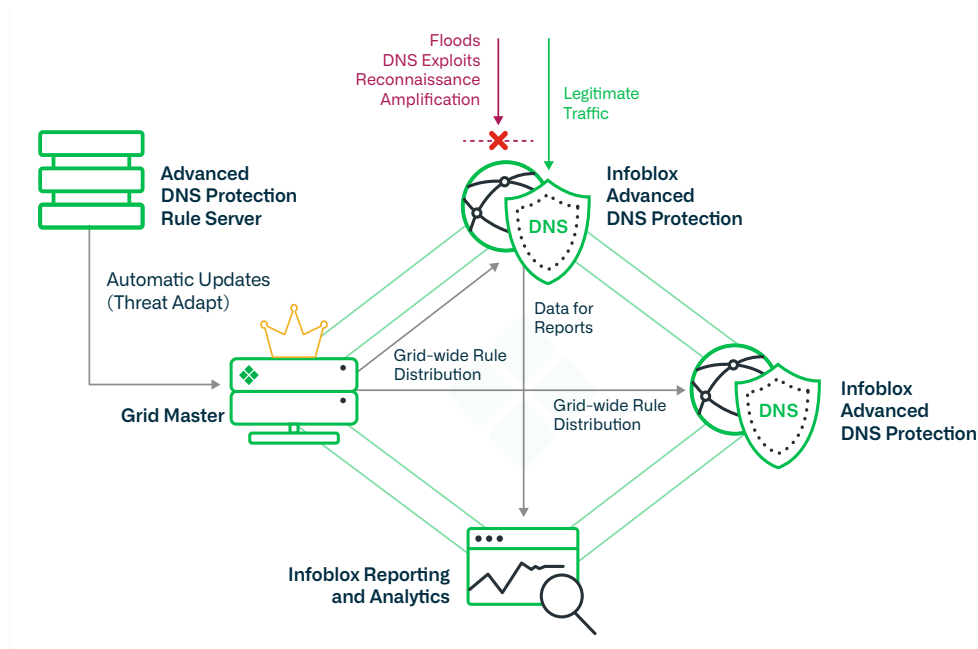 Floods
DNS Exploits
Reconnaissance
Amplification
Legitimate
Traffic
Advanced
DNS Protection
Rule Server
Infoblox
Advanced
DNS Protection
DNS
Automatic Updates
(Threat Adapt)
Data for
Reports
Grid-wide Rule
Distribution
Grid Master
Grid-wide Rule
Distribution
DNS
Infoblox
Advanced
DNS Protection
Infoblox Reporting
and Analytics